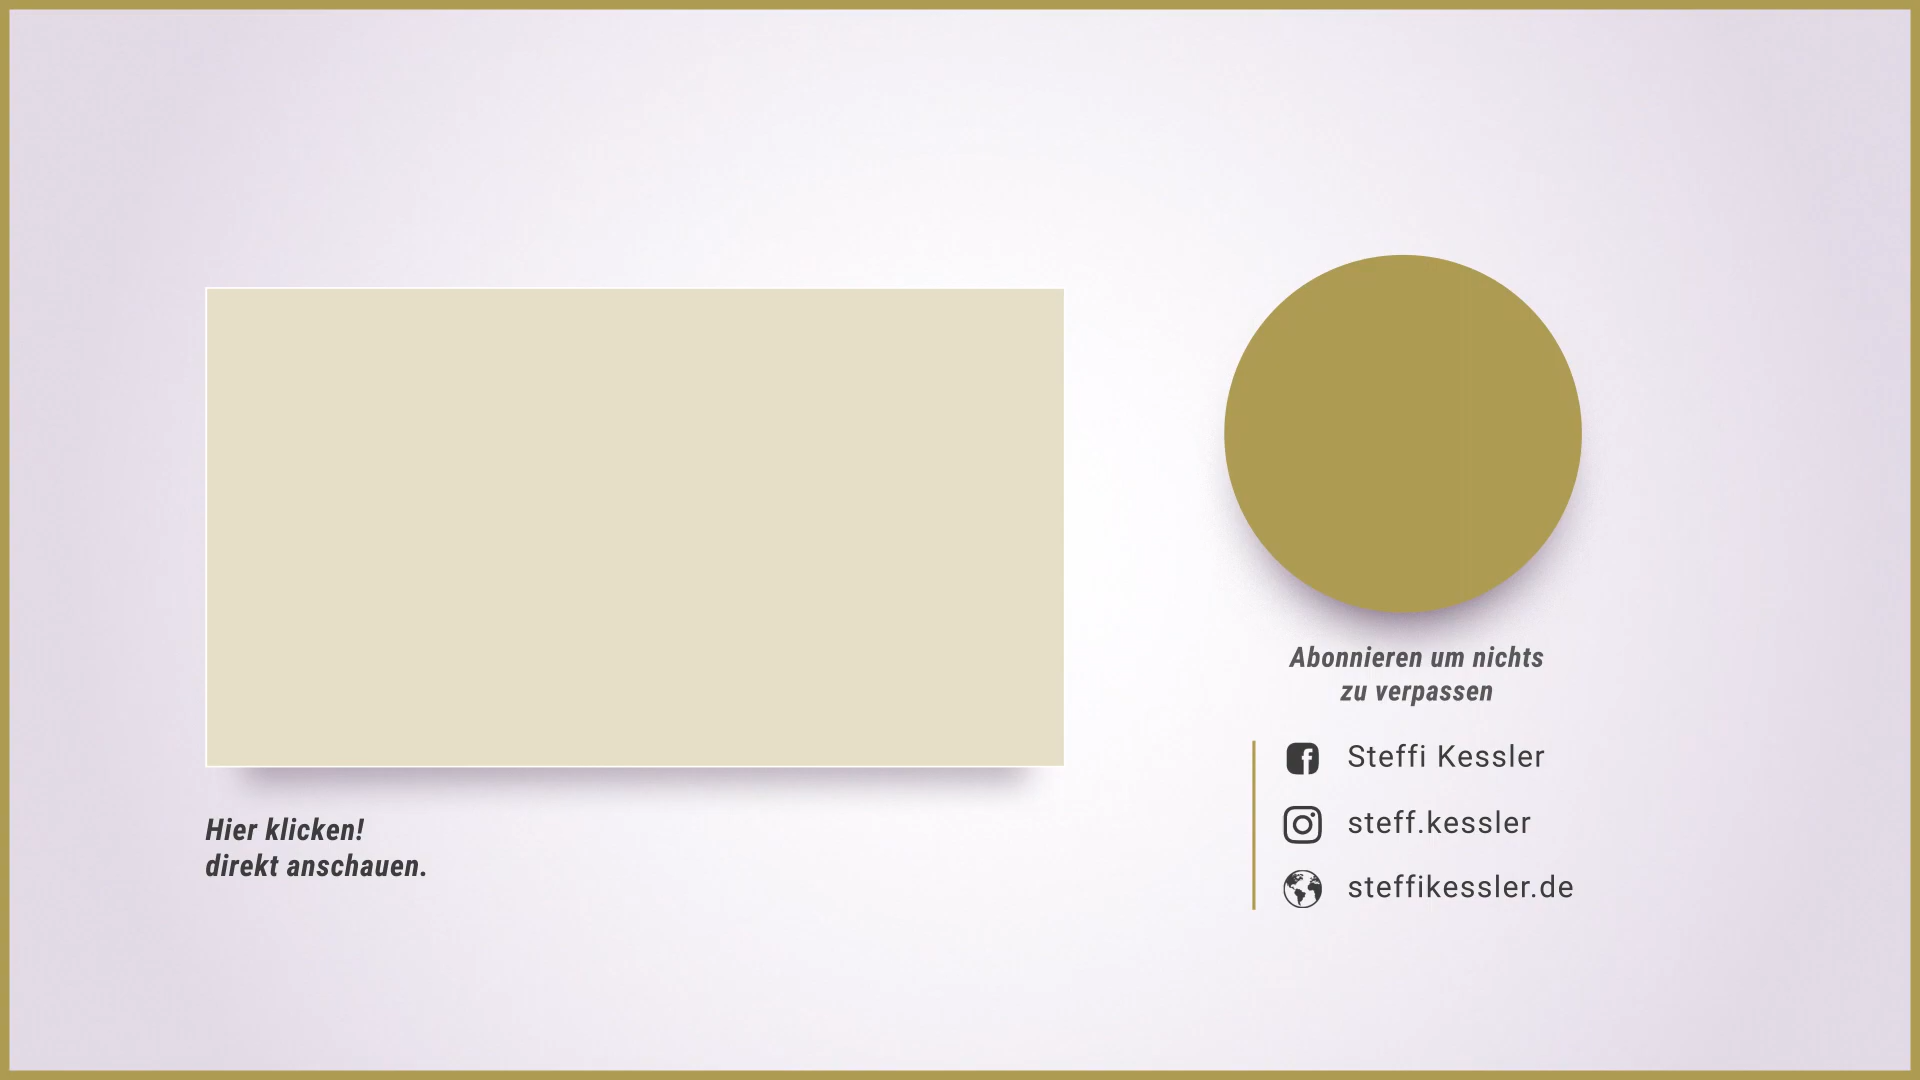 Hier klicken!
direkt anschauen.
Abonnieren um nichts
zu verpassen
Steffi Kessler
steff.kessler
steffikessler.de